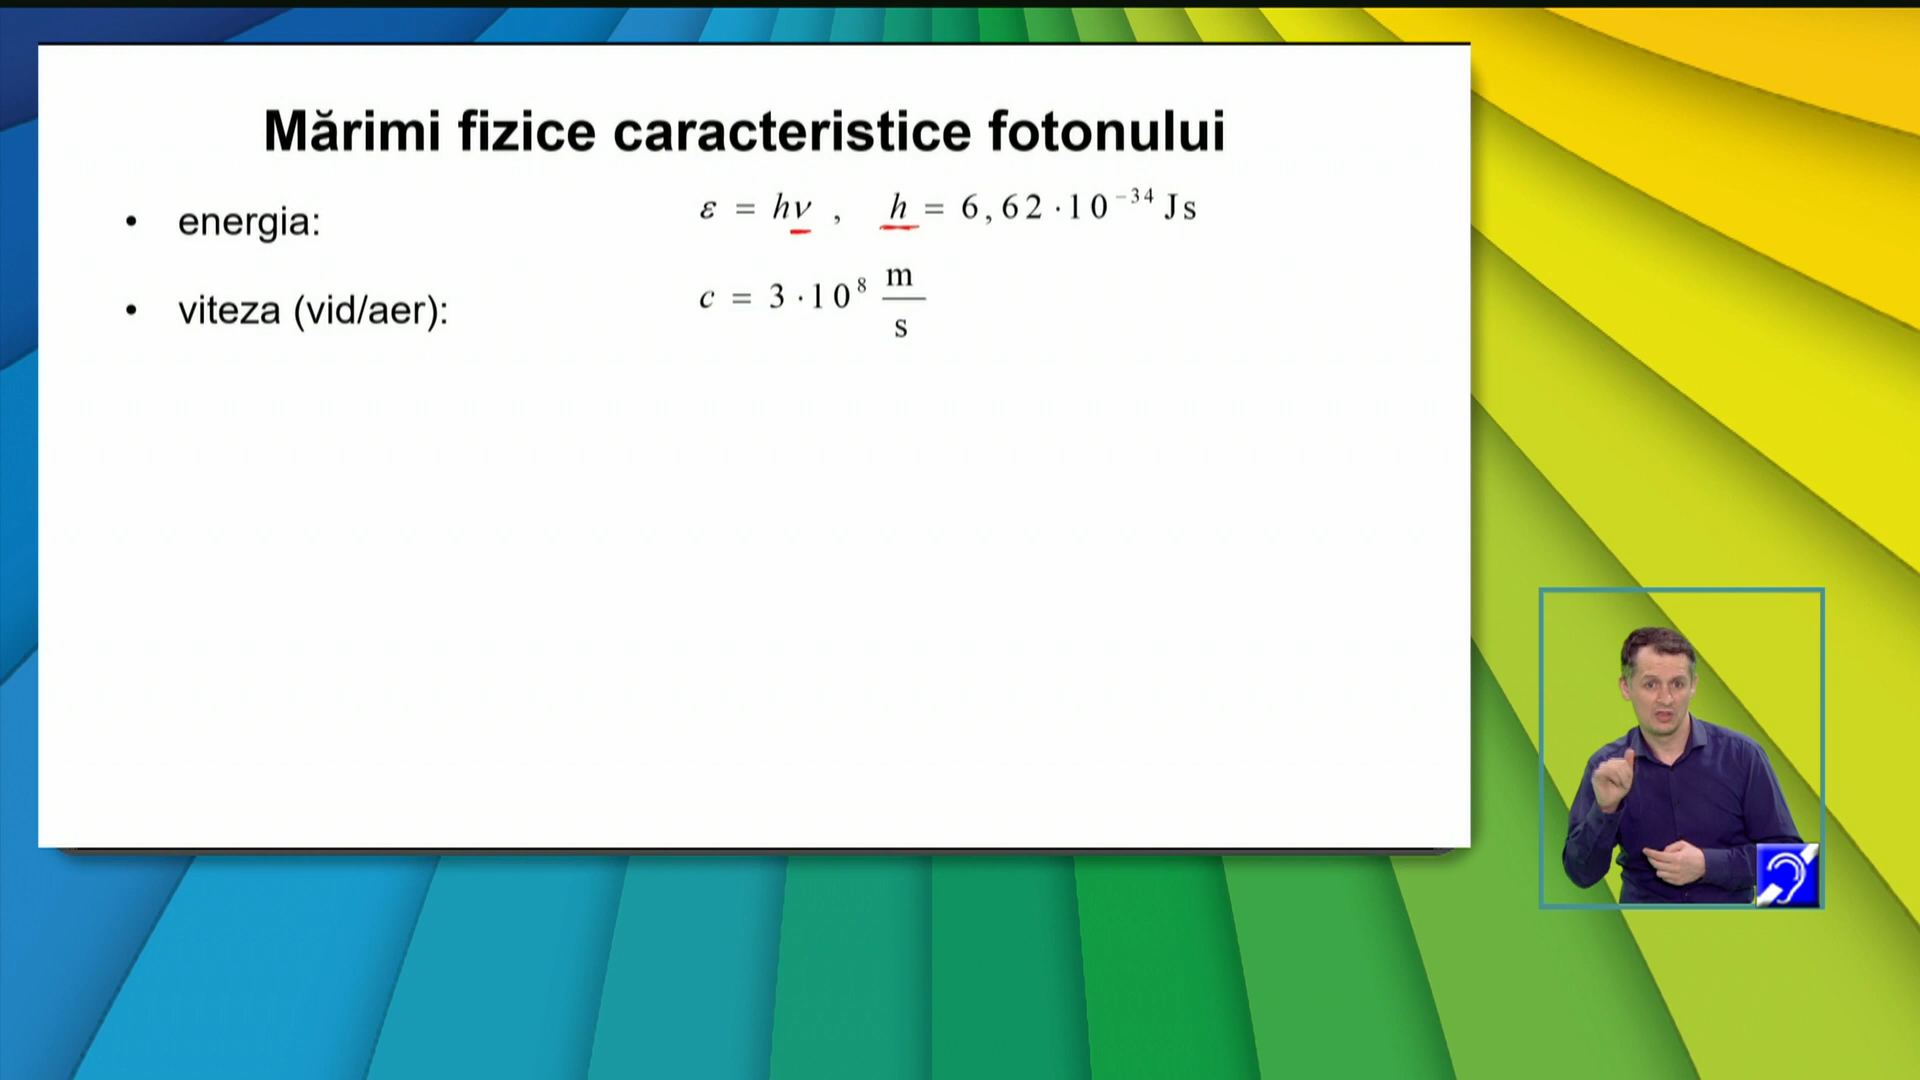 Mărimi fizice caracteristice fotonului
• energia: ε = hν , h = 6,62·10⁻³⁴ Js
• viteza (vid/aer): c = 3·10⁸ m/s